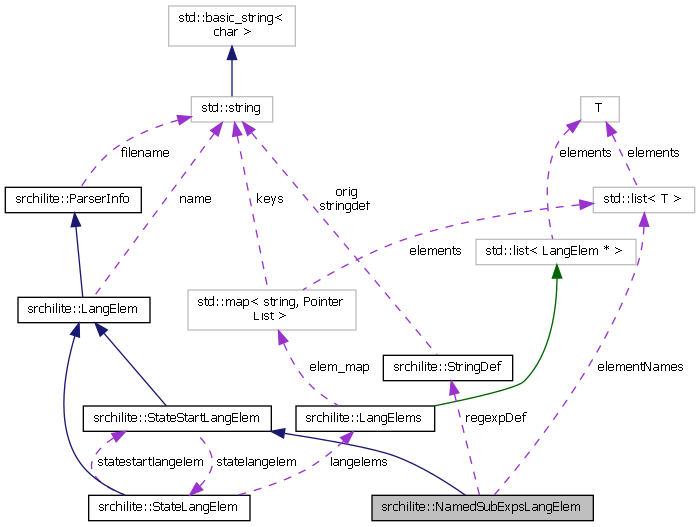 std::basic_string<
char >
std::string
T
filename
elements
elements
name
keys
orig
stringdef
srchilite::ParserInfo
std::list< T >
elements
std::list< LangElem * >
srchilite::LangElem
std::map< string, Pointer
List >
elem_map
srchilite::StringDef
elementNames
srchilite::StateStartLangElem
srchilite::LangElems
regexpDef
statestartlangelem
statelangelem
langelems
srchilite::StateLangElem
srchilite::NamedSubExpsLangElem